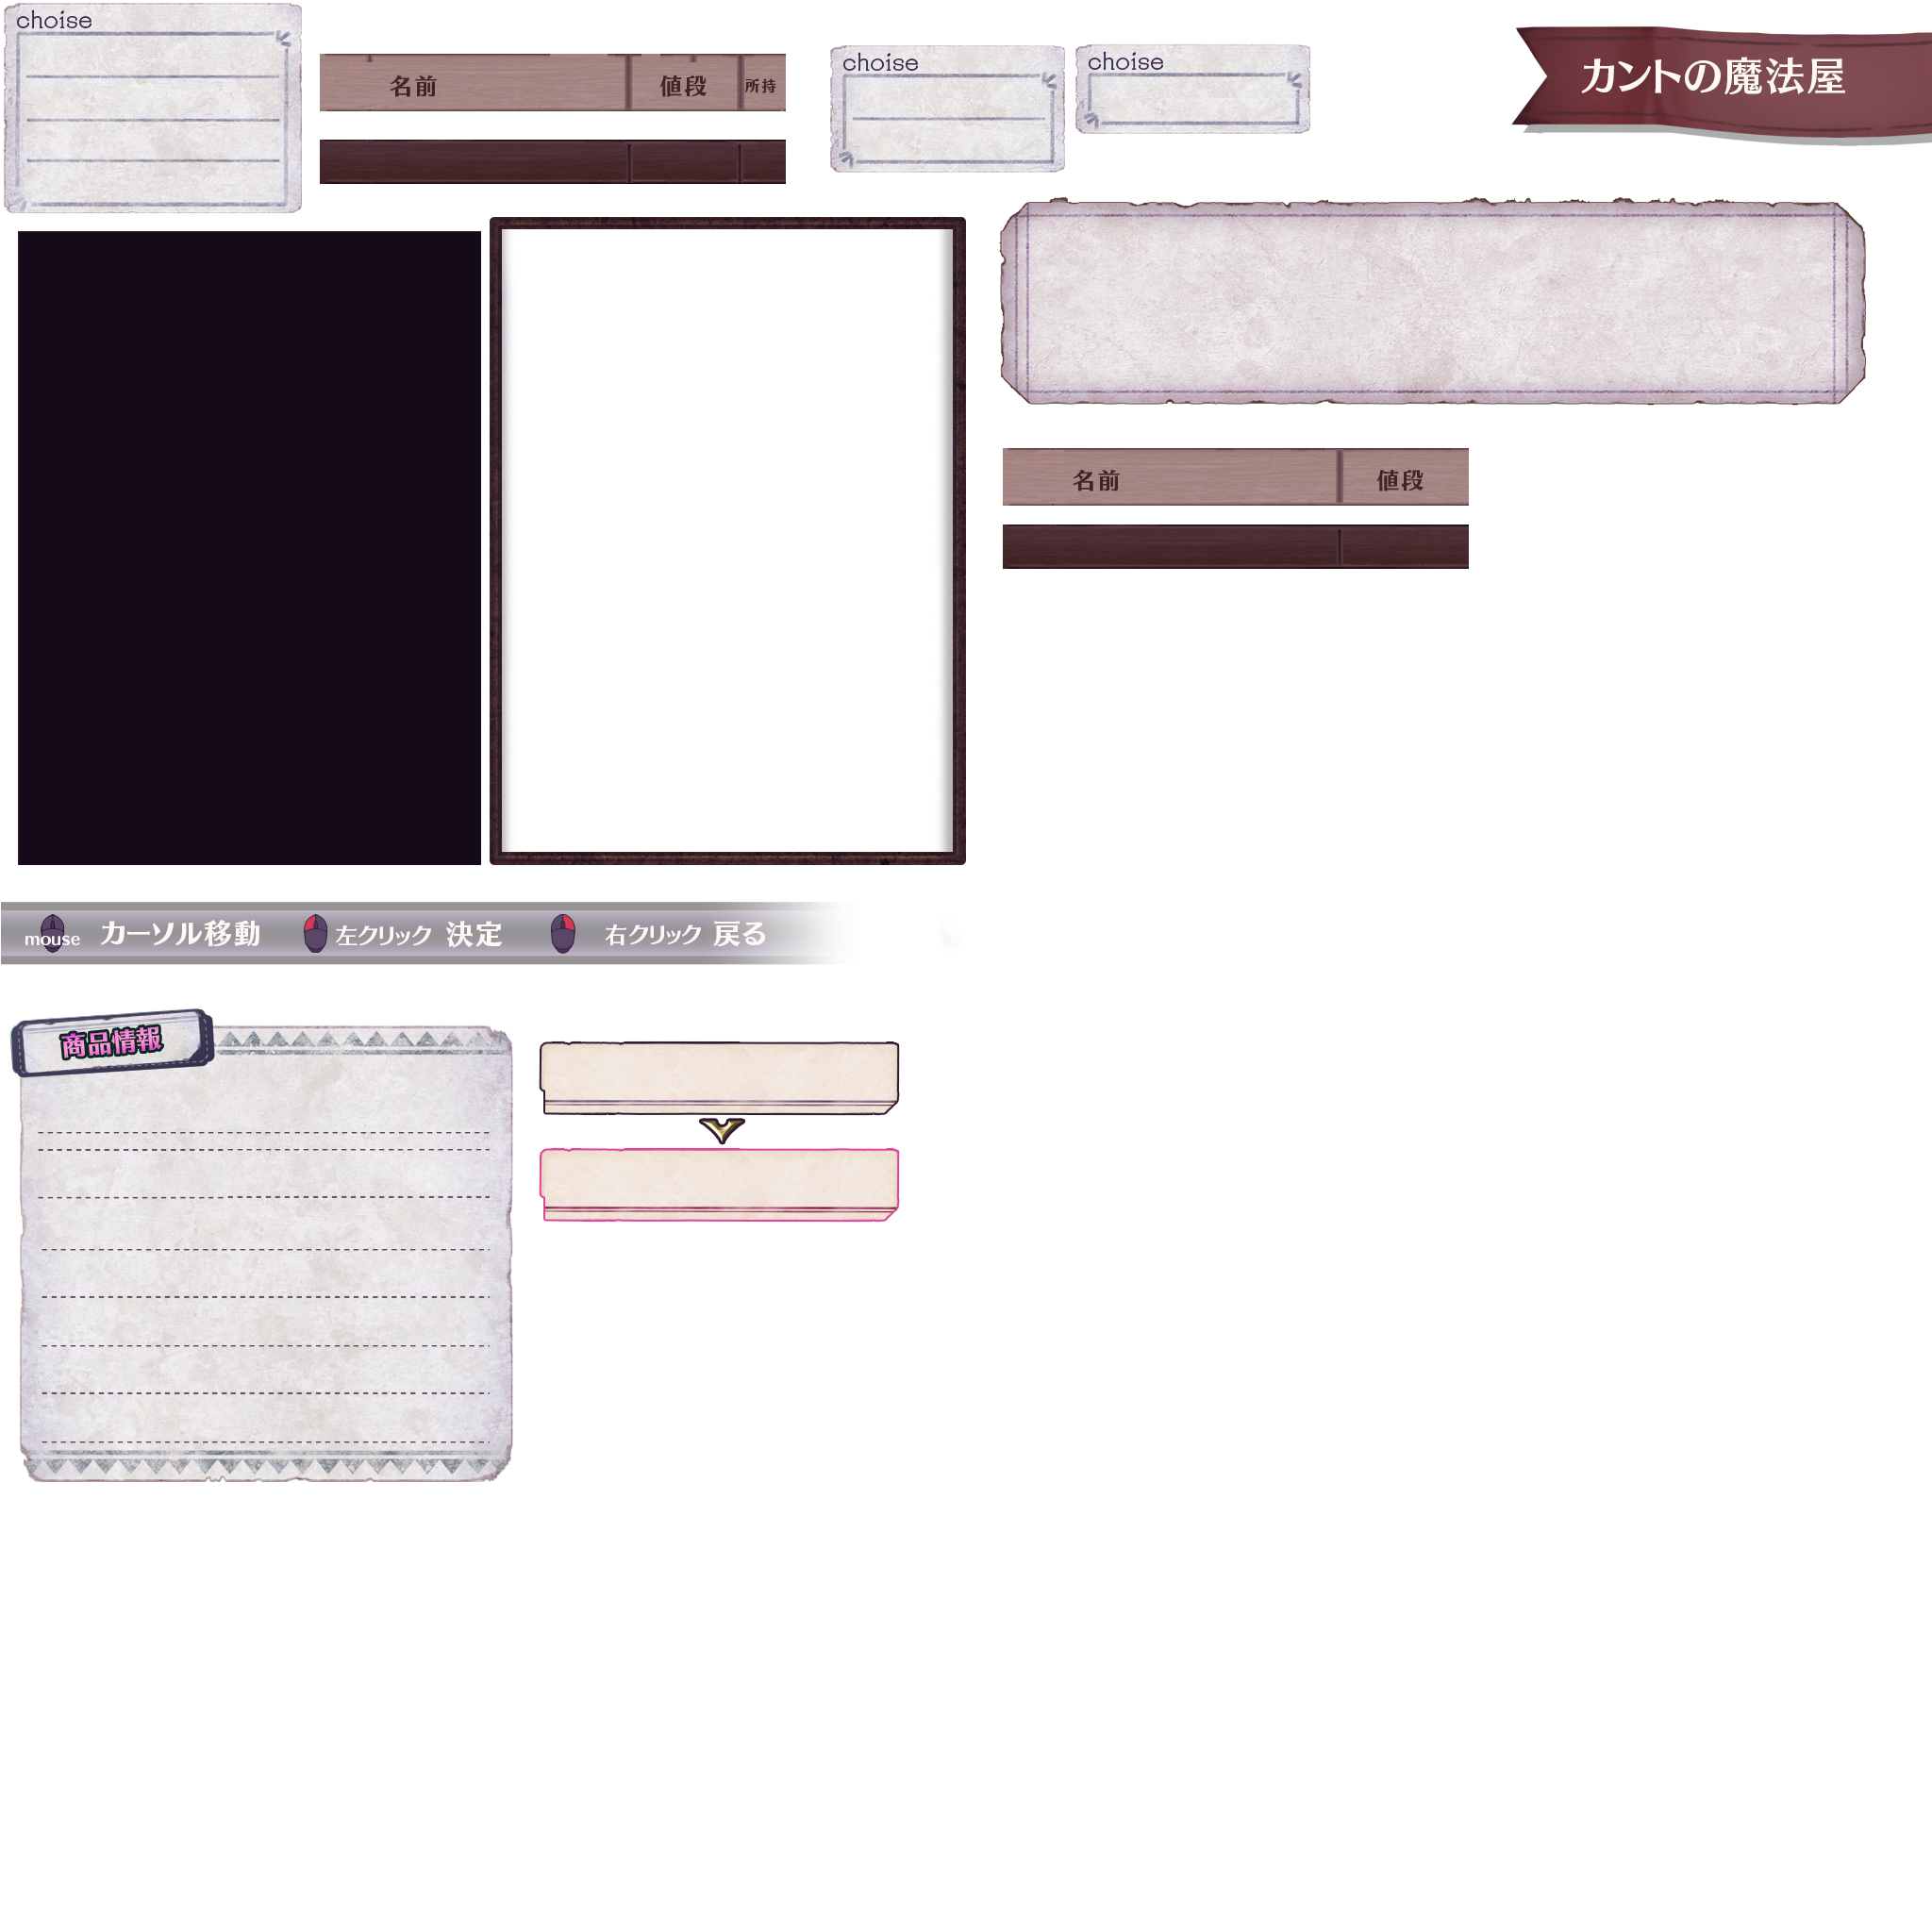 choise
名前 値段 所持
choise
choise
カントの魔法屋
名前 値段
mouse カーソル移動 左クリック 決定 右クリック 戻る
商品情報